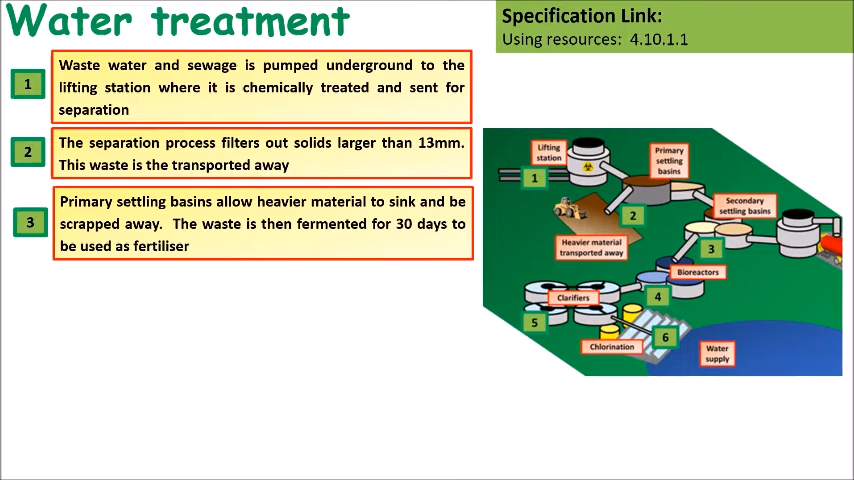 Water treatment
Specification Link:
Using resources: 4.10.1.1
1
Waste water and sewage is pumped underground to the
lifting station where it is chemically treated and sent for
separation
2
The separation process filters out solids larger than 13mm.
This waste is the transported away
3
Primary settling basins allow heavier material to sink and be
scrapped away. The waste is then fermented for 30 days to
be used as fertiliser
Lifting
station
1
Primary
settling
basins
2
Secondary
settling basins
Heavier material
transported away
3
Bioreactors
4
Clarifiers
5
6
Chlorination
Water
supply